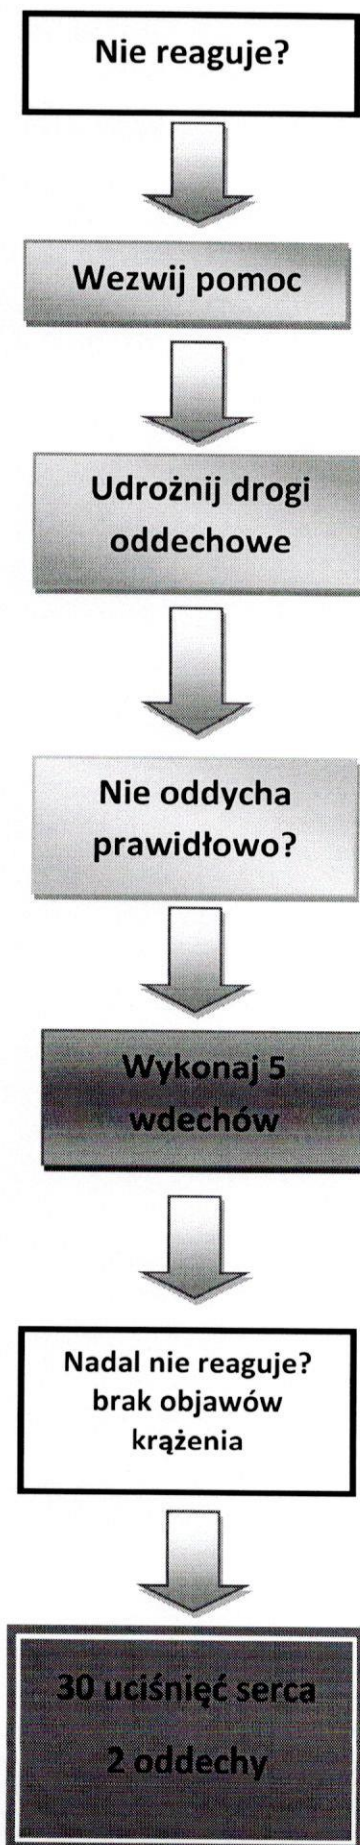 Nie reaguje?
Wezwij pomoc
Udrożnij drogi
oddechowe
Nie oddycha
prawidłowo?
Wykonaj 5
wdechów
Nadal nie reaguje?
brak objawów
krążenia
30 uciśnięć serca
2 oddechy